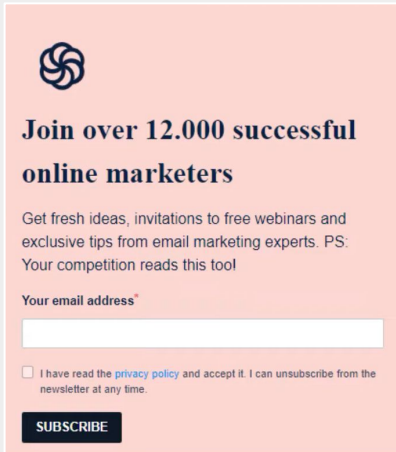 Join over 12.000 successful
online marketers
Get fresh ideas, invitations to free webinars and
exclusive tips from email marketing experts. PS:
Your competition reads this too!
Your email address*
I have read the privacy policy and accept it. I can unsubscribe from the
newsletter at any time.
SUBSCRIBE